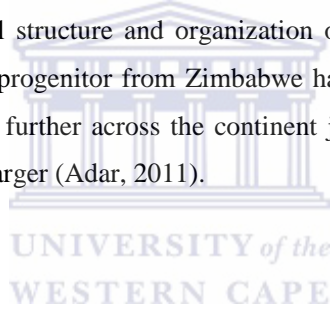 l structure and organization o
progenitor from Zimbabwe ha
further across the continent j
arger (Adar, 2011).
UNIVERSITY of the
WESTERN CAPE